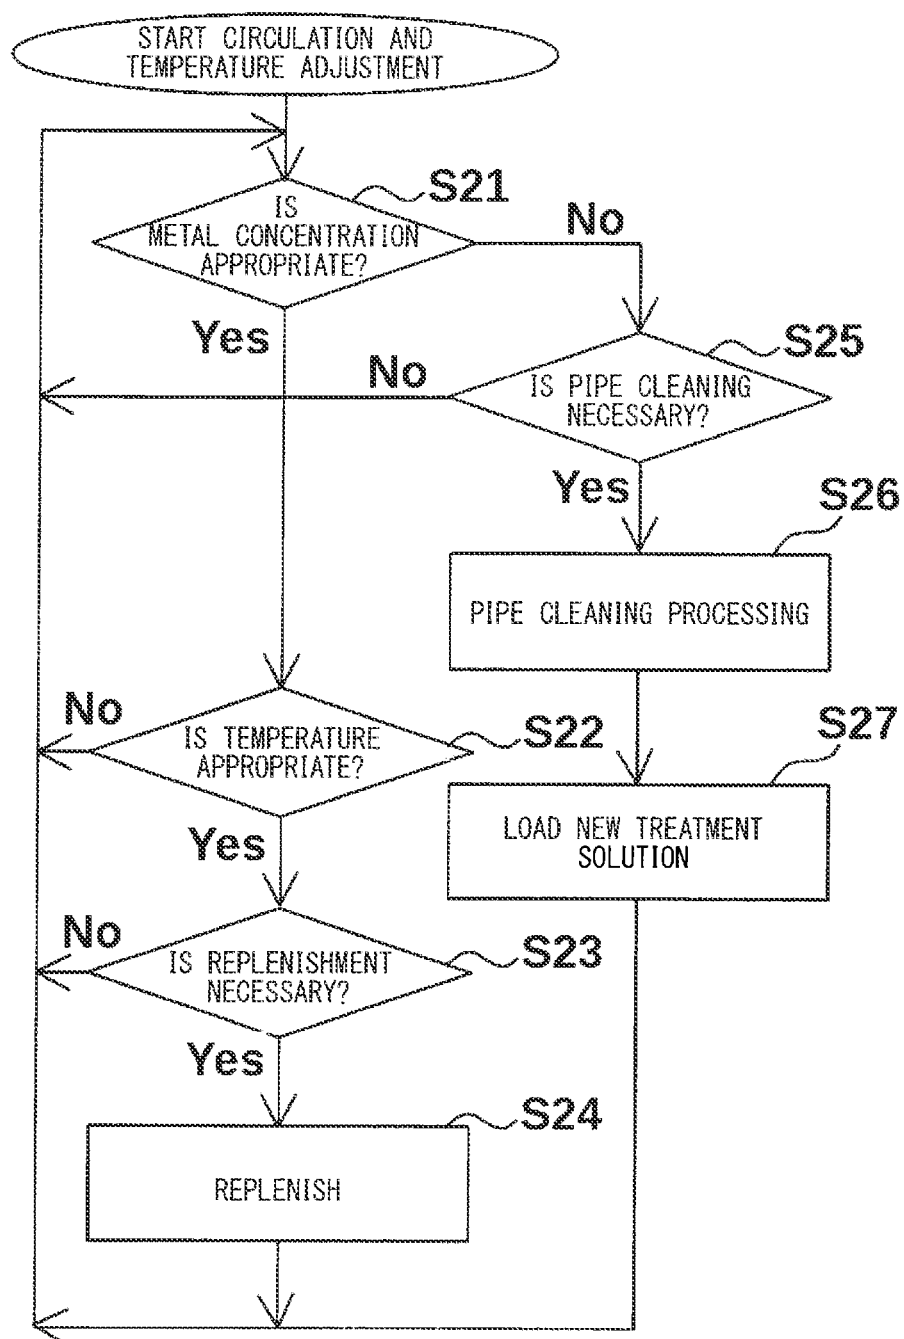 START CIRCULATION AND
TEMPERATURE ADJUSTMENT
S21
IS
METAL CONCENTRATION
APPROPRIATE?
No
Yes
S25
No
IS PIPE CLEANING
NECESSARY?
Yes
S26
PIPE CLEANING PROCESSING
No
S22
IS TEMPERATURE
APPROPRIATE?
S27
Yes
LOAD NEW TREATMENT
SOLUTION
No
S23
IS REPLENISHMENT
NECESSARY?
Yes
S24
REPLENISH